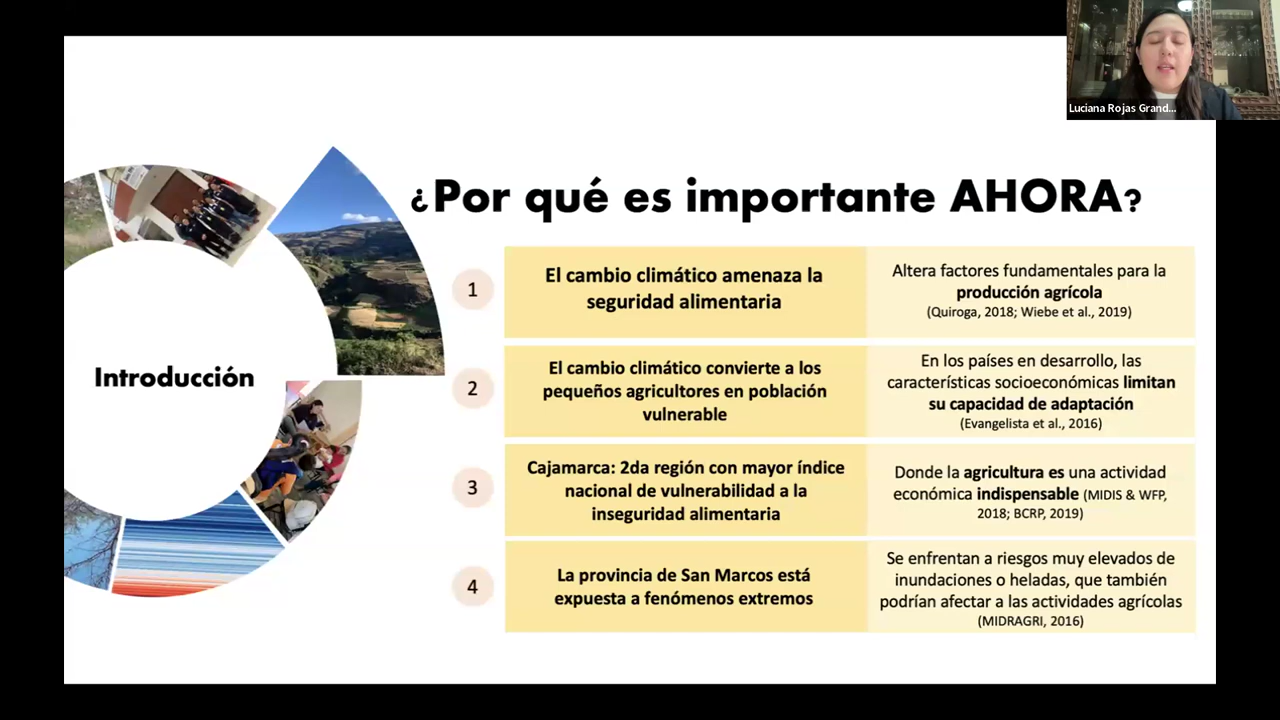 Luciana Rojas Grand...
¿Por qué es importante AHORA?
Introducción
1
El cambio climático amenaza la
seguridad alimentaria
Altera factores fundamentales para la
producción agrícola
(Quiroga, 2018; Wiebe et al., 2019)
2
El cambio climático convierte a los
pequeños agricultores en población
vulnerable
En los países en desarrollo, las
características socioeconómicas limitan
su capacidad de adaptación
(Evangelista et al., 2016)
3
Cajamarca: 2da región con mayor índice
nacional de vulnerabilidad a la
inseguridad alimentaria
Donde la agricultura es una actividad
económica indispensable (MIDIS & WFP,
2018; BCRP, 2019)
4
La provincia de San Marcos está
expuesta a fenómenos extremos
Se enfrentan a riesgos muy elevados de
inundaciones o heladas, que también
podrían afectar a las actividades agrícolas
(MIDRAGRI, 2016)